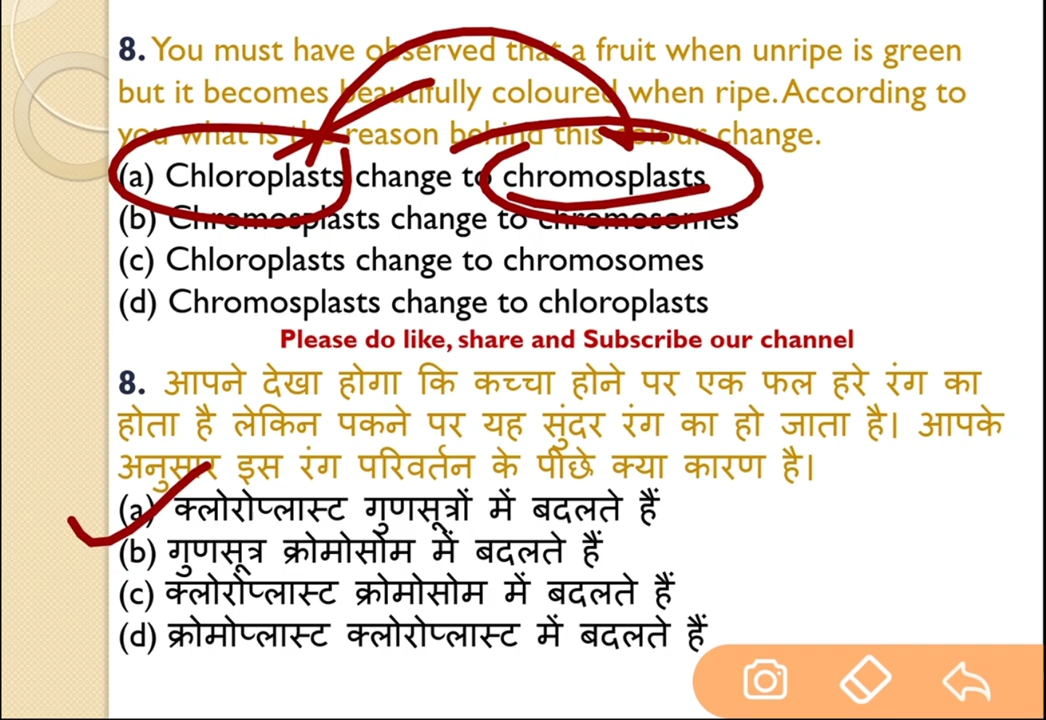 8. You must have observed that a fruit when unripe is green
but it becomes beautifully coloured when ripe. According to
you what is the reason behind this colour change.
(a) Chloroplasts change to chromosplasts
(b) Chromosplasts change to chromosomes
(c) Chloroplasts change to chromosomes
(d) Chromosplasts change to chloroplasts
Please do like, share and Subscribe our channel
8. आपने देखा होगा कि कच्चा होने पर एक फल हरे रंग का
होता है लेकिन पकने पर यह सुंदर रंग का हो जाता है। आपके
अनुसार इस रंग परिवर्तन के पीछे क्या कारण है।
(a) क्लोरोप्लास्ट गुणसूत्रों में बदलते हैं
(b) गुणसूत्र क्रोमोसोम में बदलते हैं
(c) क्लोरोप्लास्ट क्रोमोसोम में बदलते हैं
(d) क्रोमोप्लास्ट क्लोरोप्लास्ट में बदलते हैं